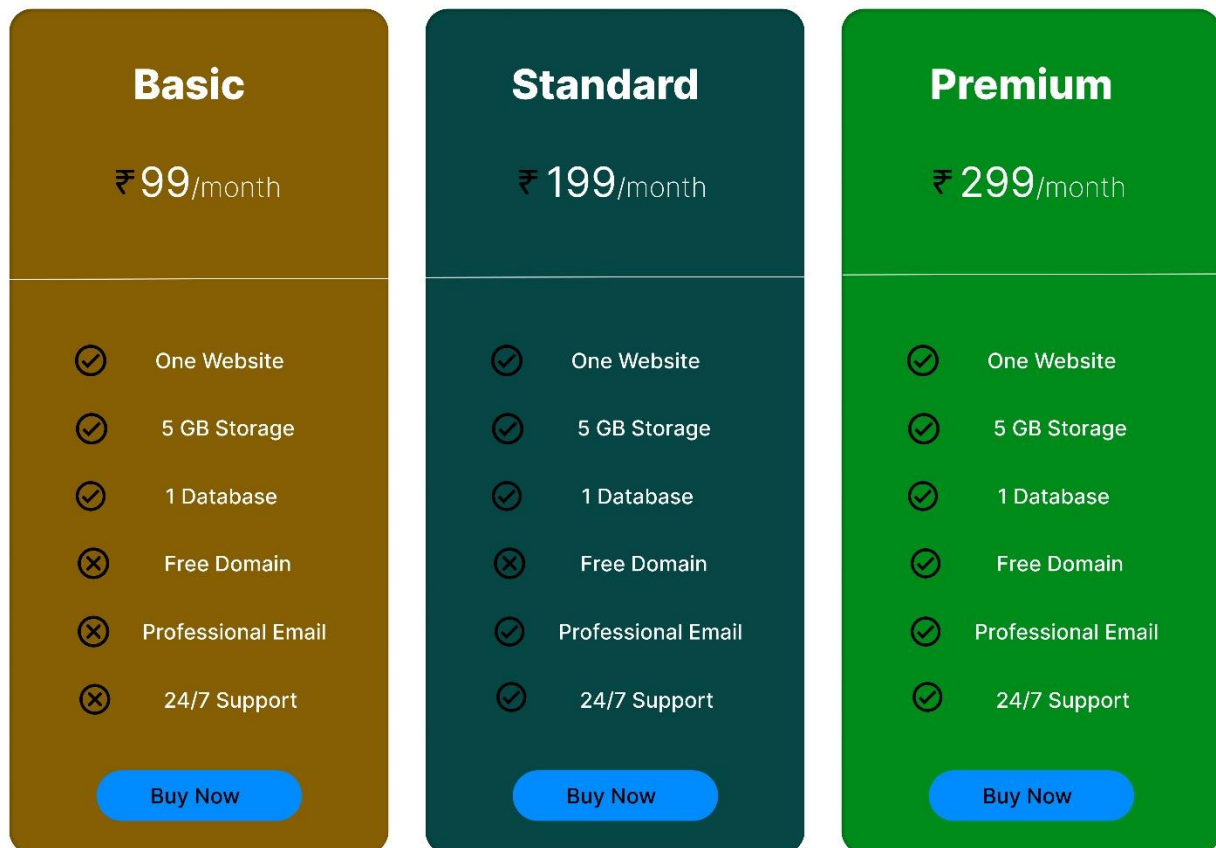 Basic
₹ 99/month
One Website
5 GB Storage
1 Database
Free Domain
Professional Email
24/7 Support
Buy Now
Standard
₹ 199/month
One Website
5 GB Storage
1 Database
Free Domain
Professional Email
24/7 Support
Buy Now
Premium
₹ 299/month
One Website
5 GB Storage
1 Database
Free Domain
Professional Email
24/7 Support
Buy Now